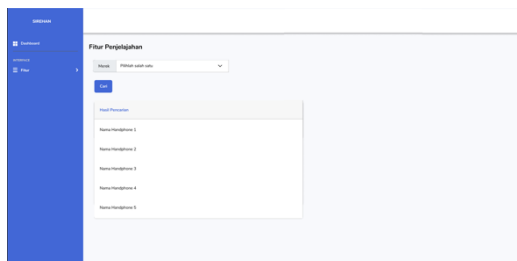 SIREHAN
Dashboard
INTERFACE
Fitur
Fitur Penjelajahan
Merek
Pilihlah salah satu
Cari
Hasil Pencarian
Nama Handphone 1
Nama Handphone 2
Nama Handphone 3
Nama Handphone 4
Nama Handphone 5